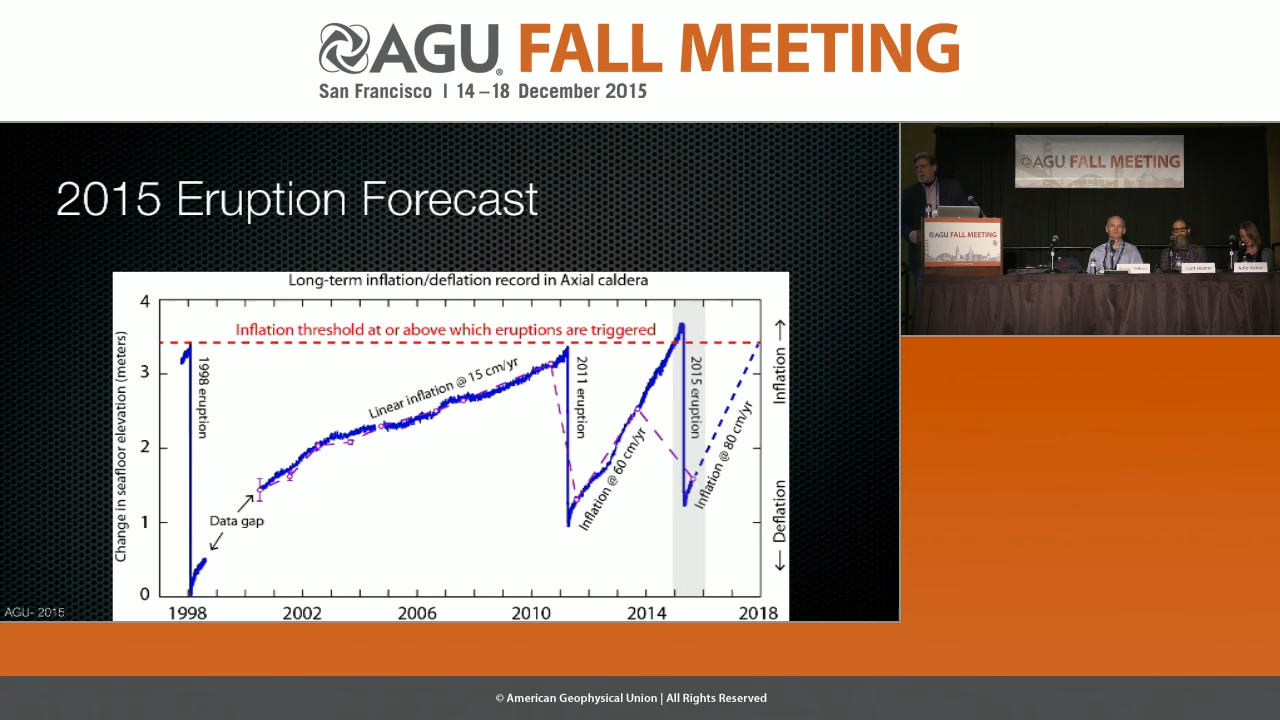 AGU FALL MEETING
San Francisco | 14–18 December 2015
2015 Eruption Forecast
Long-term inflation/deflation record in Axial caldera
Change in seafloor elevation (meters)
4
3
2
1
0
Inflation threshold at or above which eruptions are triggered
1998 eruption
Linear inflation @ 15 cm/yr
2011 eruption
Inflation @ 60 cm/yr
2015 eruption
Inflation @ 80 cm/yr
Data gap
Inflation
Deflation
1998 2002 2006 2010 2014 2018
AGU- 2015
AGU FALL MEETING
AGU FALL MEETING
© American Geophysical Union | All Rights Reserved